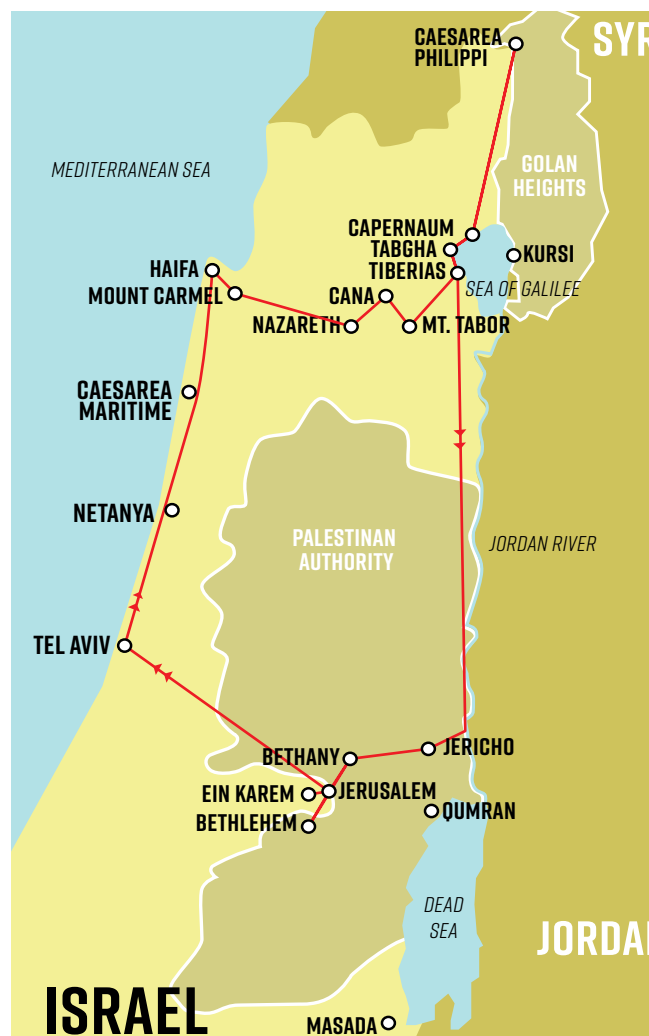 CAESAREA
PHILIPPI
SYR
GOLAN
HEIGHTS
MEDITERRANEAN SEA
CAPERNAUM
TABGHA
TIBERIAS
KURSI
SEA OF GALILEE
HAIFA
MOUNT CARMEL
CANA
NAZARETH
MT. TABOR
CAESAREA
MARITIME
NETANYA
PALESTINAN
AUTHORITY
JORDAN RIVER
TEL AVIV
BETHANY
JERICHO
EIN KAREM
JERUSALEM
BETHLEHEM
QUMRAN
DEAD
SEA
JORDA
ISRAEL
MASADA